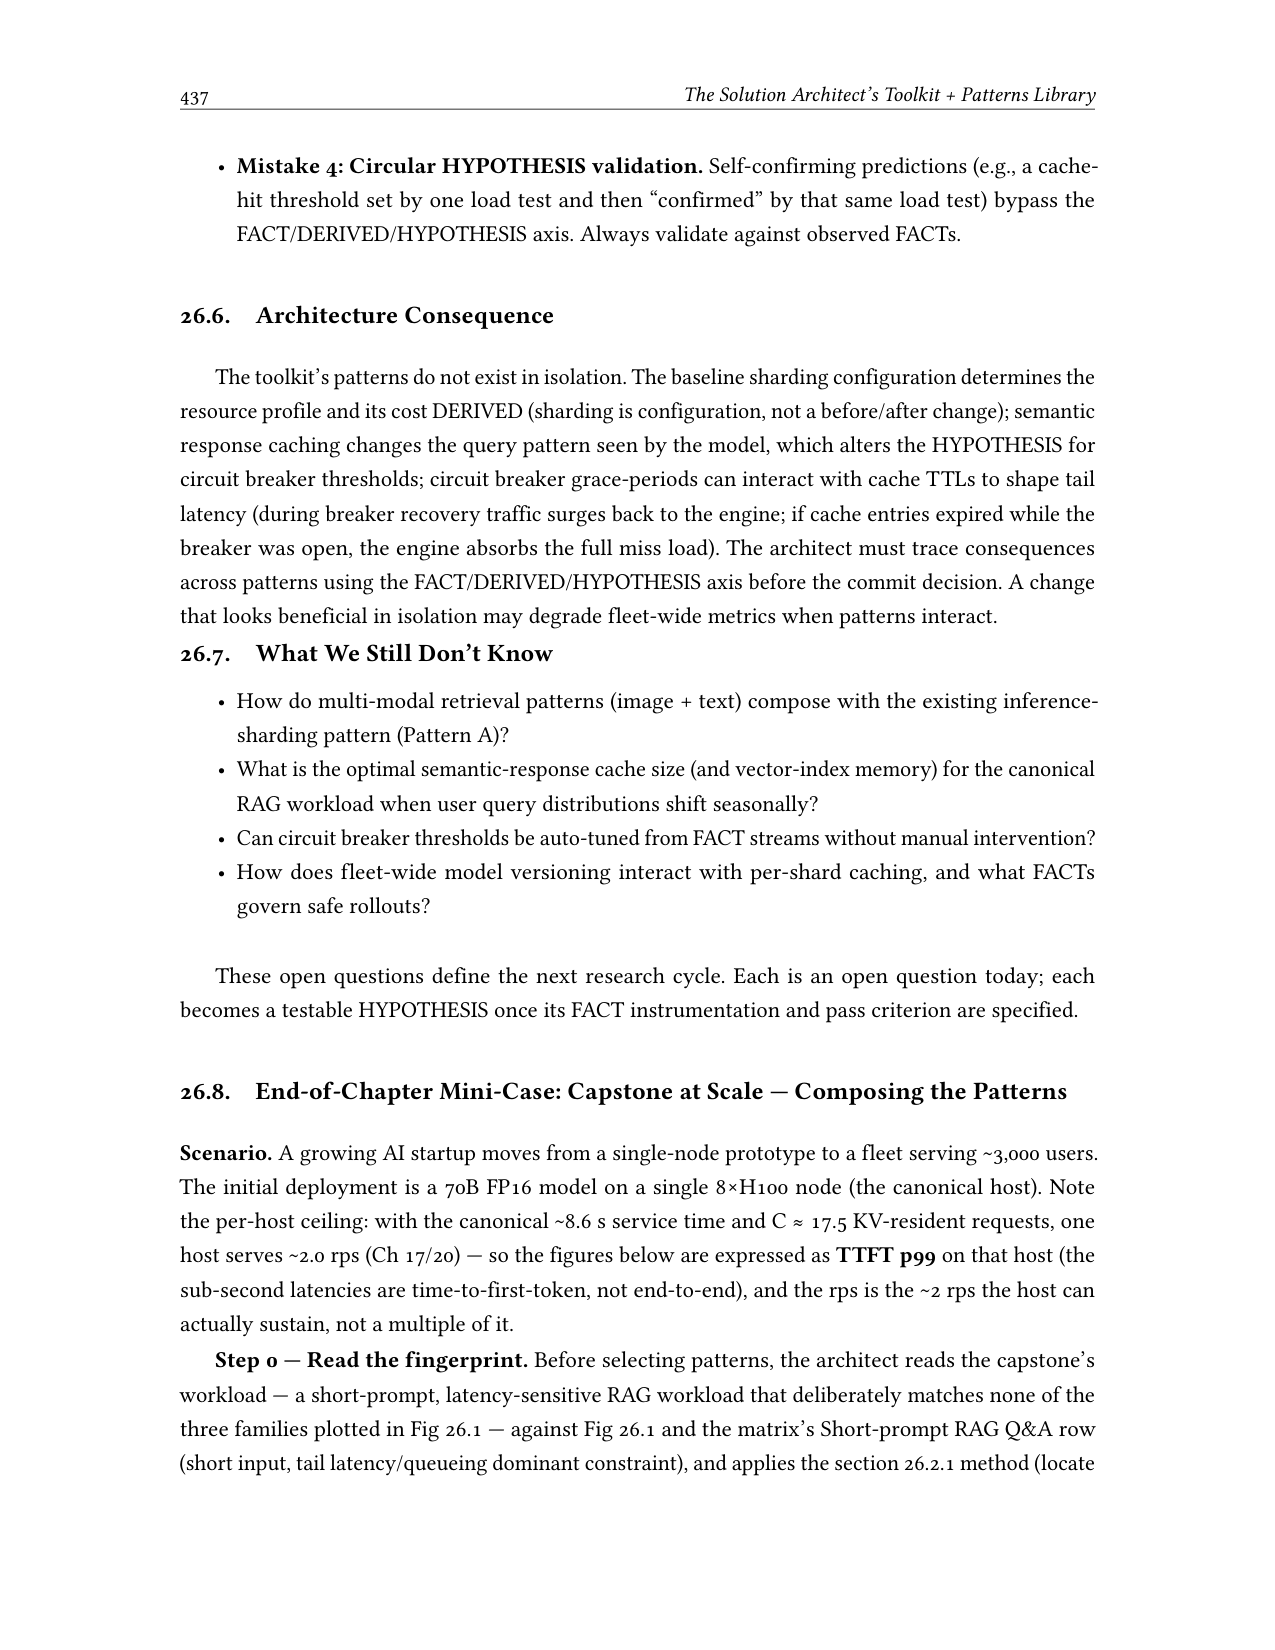 437
The Solution Architect's Toolkit + Patterns Library
• Mistake 4: Circular HYPOTHESIS validation. Self-confirming predictions (e.g., a cache-
hit threshold set by one load test and then “confirmed” by that same load test) bypass the
FACT/DERIVED/HYPOTHESIS axis. Always validate against observed FACTs.
26.6. Architecture Consequence
The toolkit’s patterns do not exist in isolation. The baseline sharding configuration determines the
resource profile and its cost DERIVED (sharding is configuration, not a before/after change); semantic
response caching changes the query pattern seen by the model, which alters the HYPOTHESIS for
circuit breaker thresholds; circuit breaker grace-periods can interact with cache TTLs to shape tail
latency (during breaker recovery traffic surges back to the engine; if cache entries expired while the
breaker was open, the engine absorbs the full miss load). The architect must trace consequences
across patterns using the FACT/DERIVED/HYPOTHESIS axis before the commit decision. A change
that looks beneficial in isolation may degrade fleet-wide metrics when patterns interact.
26.7. What We Still Don’t Know
• How do multi-modal retrieval patterns (image + text) compose with the existing inference-
sharding pattern (Pattern A)?
• What is the optimal semantic-response cache size (and vector-index memory) for the canonical
RAG workload when user query distributions shift seasonally?
• Can circuit breaker thresholds be auto-tuned from FACT streams without manual intervention?
• How does fleet-wide model versioning interact with per-shard caching, and what FACTs
govern safe rollouts?
These open questions define the next research cycle. Each is an open question today; each
becomes a testable HYPOTHESIS once its FACT instrumentation and pass criterion are specified.
26.8. End-of-Chapter Mini-Case: Capstone at Scale — Composing the Patterns
Scenario. A growing AI startup moves from a single-node prototype to a fleet serving ~3,000 users.
The initial deployment is a 70B FP16 model on a single 8×H100 node (the canonical host). Note
the per-host ceiling: with the canonical ~8.6 s service time and C ≈ 17.5 KV-resident requests, one
host serves ~2.0 rps (Ch 17/20) — so the figures below are expressed as TTFT p99 on that host (the
sub-second latencies are time-to-first-token, not end-to-end), and the rps is the ~2 rps the host can
actually sustain, not a multiple of it.
Step 0 — Read the fingerprint. Before selecting patterns, the architect reads the capstone’s
workload — a short-prompt, latency-sensitive RAG workload that deliberately matches none of the
three families plotted in Fig 26.1 — against Fig 26.1 and the matrix’s Short-prompt RAG Q&A row
(short input, tail latency/queueing dominant constraint), and applies the section 26.2.1 method (locate